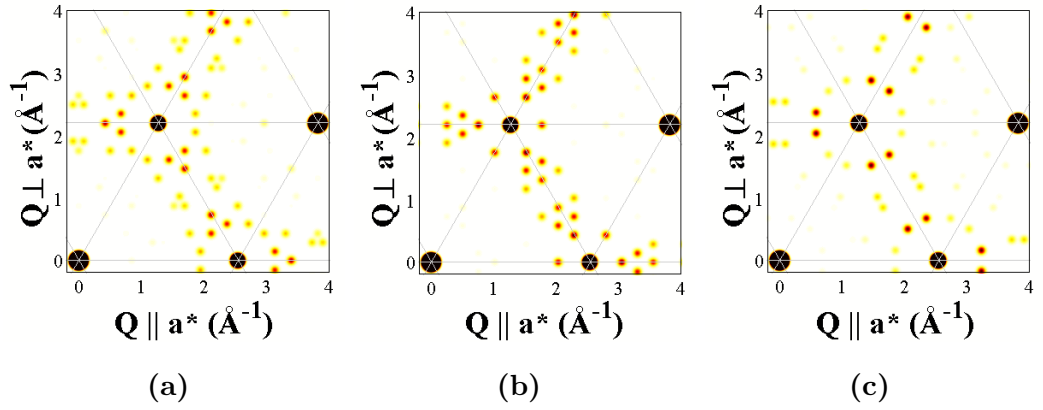 4
3
2
1
0
0 1 2 3 4
Q ⊥ a* (Å⁻¹)
Q || a* (Å⁻¹)
4
3
2
1
0
0 1 2 3 4
Q ⊥ a* (Å⁻¹)
Q || a* (Å⁻¹)
4
3
2
1
0
0 1 2 3 4
Q ⊥ a* (Å⁻¹)
Q || a* (Å⁻¹)
(a) (b) (c)